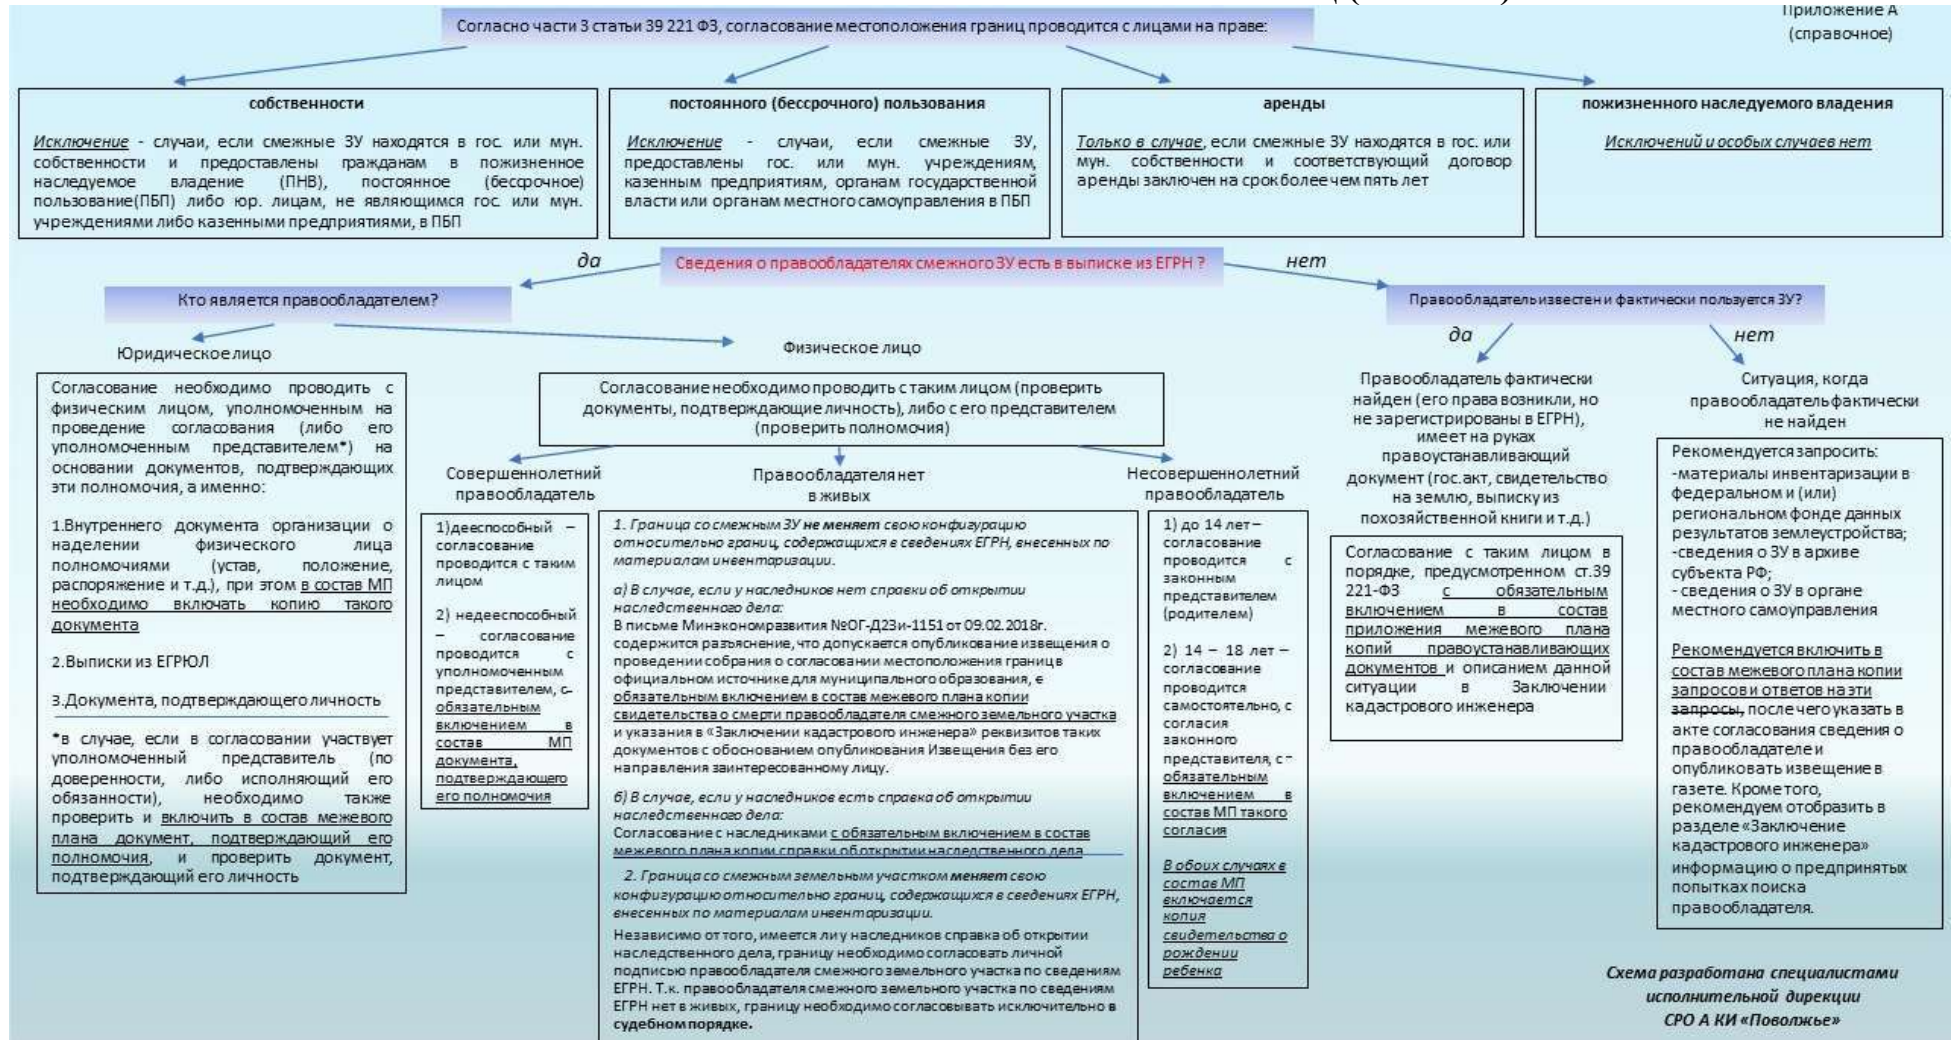 Приложение А
(справочное)
Согласно части 3 статьи 39 221 ФЗ, согласование местоположения границ проводится с лицами на праве:
собственности
Исключение - случаи, если смежные ЗУ находятся в гос. или мун.
собственности и предоставлены гражданам в пожизненное
наследуемое владение (ПНВ), постоянное (бессрочное)
пользование(ПБП) либо юр. лицам, не являющимся гос. или мун.
учреждениями либо казенными предприятиями, в ПБП
постоянного (бессрочного) пользования
Исключение - случаи, если смежные ЗУ,
предоставлены гос. или мун. учреждениям,
казенным предприятиям, органам государственной
власти или органам местного самоуправления в ПБП
аренды
Только в случае, если смежные ЗУ находятся в гос. или
мун. собственности и соответствующий договор
аренды заключен на срок более чем пять лет
пожизненного наследуемого владения
Исключений и особых случаев нет
да
Сведения о правообладателях смежного ЗУ есть в выписке из ЕГРН ?
нет
Кто является правообладателем?
Юридическое лицо
Согласование необходимо проводить с
физическим лицом, уполномоченным на
проведение согласования (либо его
уполномоченным представителем*) на
основании документов, подтверждающих
эти полномочия, а именно:
1.Внутреннего документа организации о
наделении физического лица
полномочиями (устав, положение,
распоряжение и т.д.), при этом в состав МП
необходимо включать копию такого
документа
2.Выписки из ЕГРЮЛ
3.Документа, подтверждающего личность
*в случае, если в согласовании участвует
уполномоченный представитель (по
доверенности, либо исполняющий его
обязанности), необходимо также
проверить и включить в состав межевого
плана документ, подтверждающий его
полномочия, и проверить документ,
подтверждающий его личность
Физическое лицо
Согласование необходимо проводить с таким лицом (проверить
документы, подтверждающие личность), либо с его представителем
(проверить полномочия)
Совершеннолетний
правообладатель
1)дееспособный –
согласование
проводится с таким
лицом
2) недееспособный
– согласование
проводится с
уполномоченным
представителем, с
обязательным
включением в
состав МП
документа,
подтверждающего
его полномочия
Правообладателя нет
в живых
1. Граница со смежным ЗУ не меняет свою конфигурацию
относительно границ, содержащихся в сведениях ЕГРН, внесенных по
материалам инвентаризации.
а) В случае, если у наследников нет справки об открытии
наследственного дела:
В письме Минэкономразвития №ОГ-Д23и-1151 от 09.02.2018г.
содержится разъяснение, что допускается опубликование извещения о
проведении собрания о согласовании местоположения границ в
официальном источнике для муниципального образования, с
обязательным включением в состав межевого плана копии
свидетельства о смерти правообладателя смежного земельного участка
и указания в «Заключении кадастрового инженера» реквизитов таких
документов с обоснованием опубликования Извещения без его
направления заинтересованному лицу.
б) В случае, если у наследников есть справка об открытии
наследственного дела:
Согласование с наследниками с обязательным включением в состав
межевого плана копии справки об открытии наследственного дела
2. Граница со смежным земельным участком меняет свою
конфигурацию относительно границ, содержащихся в сведениях ЕГРН,
внесенных по материалам инвентаризации.
Независимо от того, имеется ли у наследников справка об открытии
наследственного дела, границу необходимо согласовать личной
подписью правообладателя смежного земельного участка по сведениям
ЕГРН. Т.к. правообладателя смежного земельного участка по сведениям
ЕГРН нет в живых, границу необходимо согласовывать исключительно в
судебном порядке.
Несовершеннолетний
правообладатель
1) до 14 лет –
согласование
проводится с
законным
представителем
(родителем)
2) 14 – 18 лет –
согласование
проводится
самостоятельно, с
согласия
законного
представителя, с
обязательным
включением в
состав МП такого
согласия
В обоих случаях в
состав МП
включается
копия
свидетельства о
рождении
ребенка
Правообладатель известен и фактически пользуется ЗУ?
да
нет
Правообладатель фактически
найден (его права возникли, но
не зарегистрированы в ЕГРН),
имеет на руках
правоустанавливающий
документ (гос.акт, свидетельство
на землю, выписку из
похозяйственной книги и т.д.)
Согласование с таким лицом в
порядке, предусмотренном ст.39
221-ФЗ с обязательным
включением в состав
приложения межевого плана
копий правоустанавливающих
документов и описанием данной
ситуации в Заключении
кадастрового инженера
Ситуация, когда
правообладатель фактически
не найден
Рекомендуется запросить:
-материалы инвентаризации в
федеральном и (или)
региональном фонде данных
результатов землеустройства;
-сведения о ЗУ в архиве
субъекта РФ;
- сведения о ЗУ в органе
местного самоуправления
Рекомендуется включить в
состав межевого плана копии
запросов и ответов на эти
запросы, после чего указать в
акте согласования сведения о
правообладателе и
опубликовать извещение в
газете. Кроме того,
рекомендуем отобразить в
разделе «Заключение
кадастрового инженера»
информацию о предпринятых
попытках поиска
правообладателя.
Схема разработана специалистами
исполнительной дирекции
СРО А КИ «Поволжье»